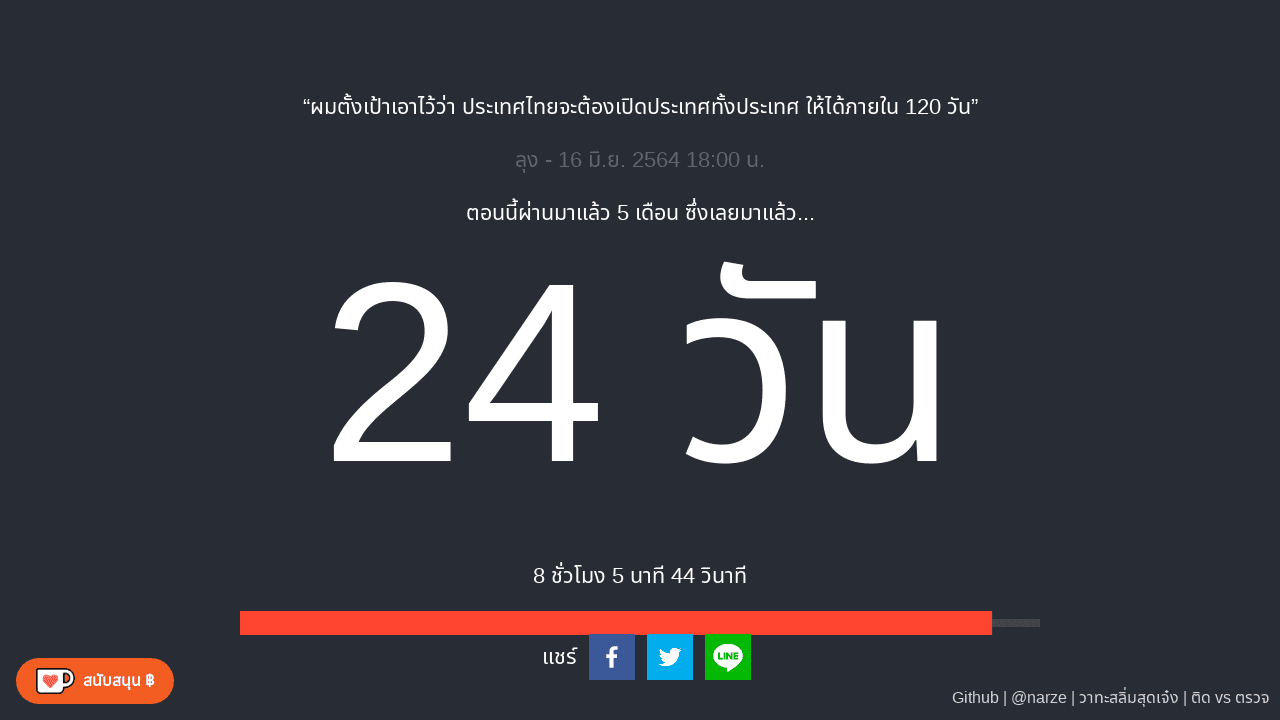 “ผมตั้งเป้าเอาไว้ว่า ประเทศไทยจะต้องเปิดประเทศทั้งประเทศ ให้ได้ภายใน 120 วัน”
ลุง - 16 มิ.ย. 2564 18:00 น.
ตอนนี้ผ่านมาแล้ว 5 เดือน ซึ่งเลยมาแล้ว...
24 วัน
8 ชั่วโมง 5 นาที 44 วินาที
แชร์
LINE
สนับสนุน ฿
Github | @narze | วาทะสลิ่มสุดเจ๋ง | ติด vs ตรวจ